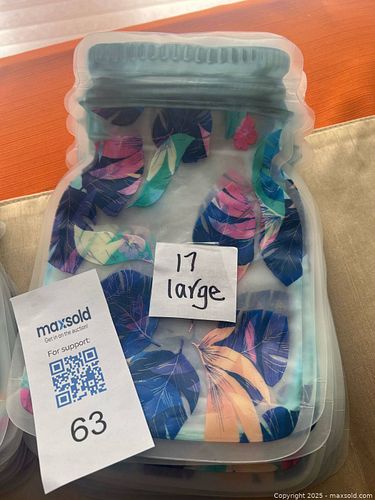 17
large
maxsold
Get in on the auction!
For support:
63
Copyright © 2025 - maxsold.com